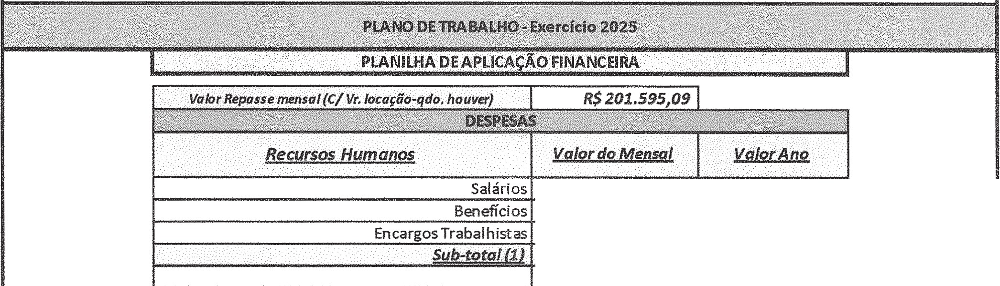 PLANO DE TRABALHO - Exercício 2025
PLANILHA DE APLICAÇÃO FINANCEIRA
Valor Repasse mensal (C/ Vr. locação-qdo. houver) R$ 201.595,09
DESPESAS
Recursos Humanos Valor do Mensal Valor Ano
Salários
Benefícios
Encargos Trabalhistas
Sub-total (1)